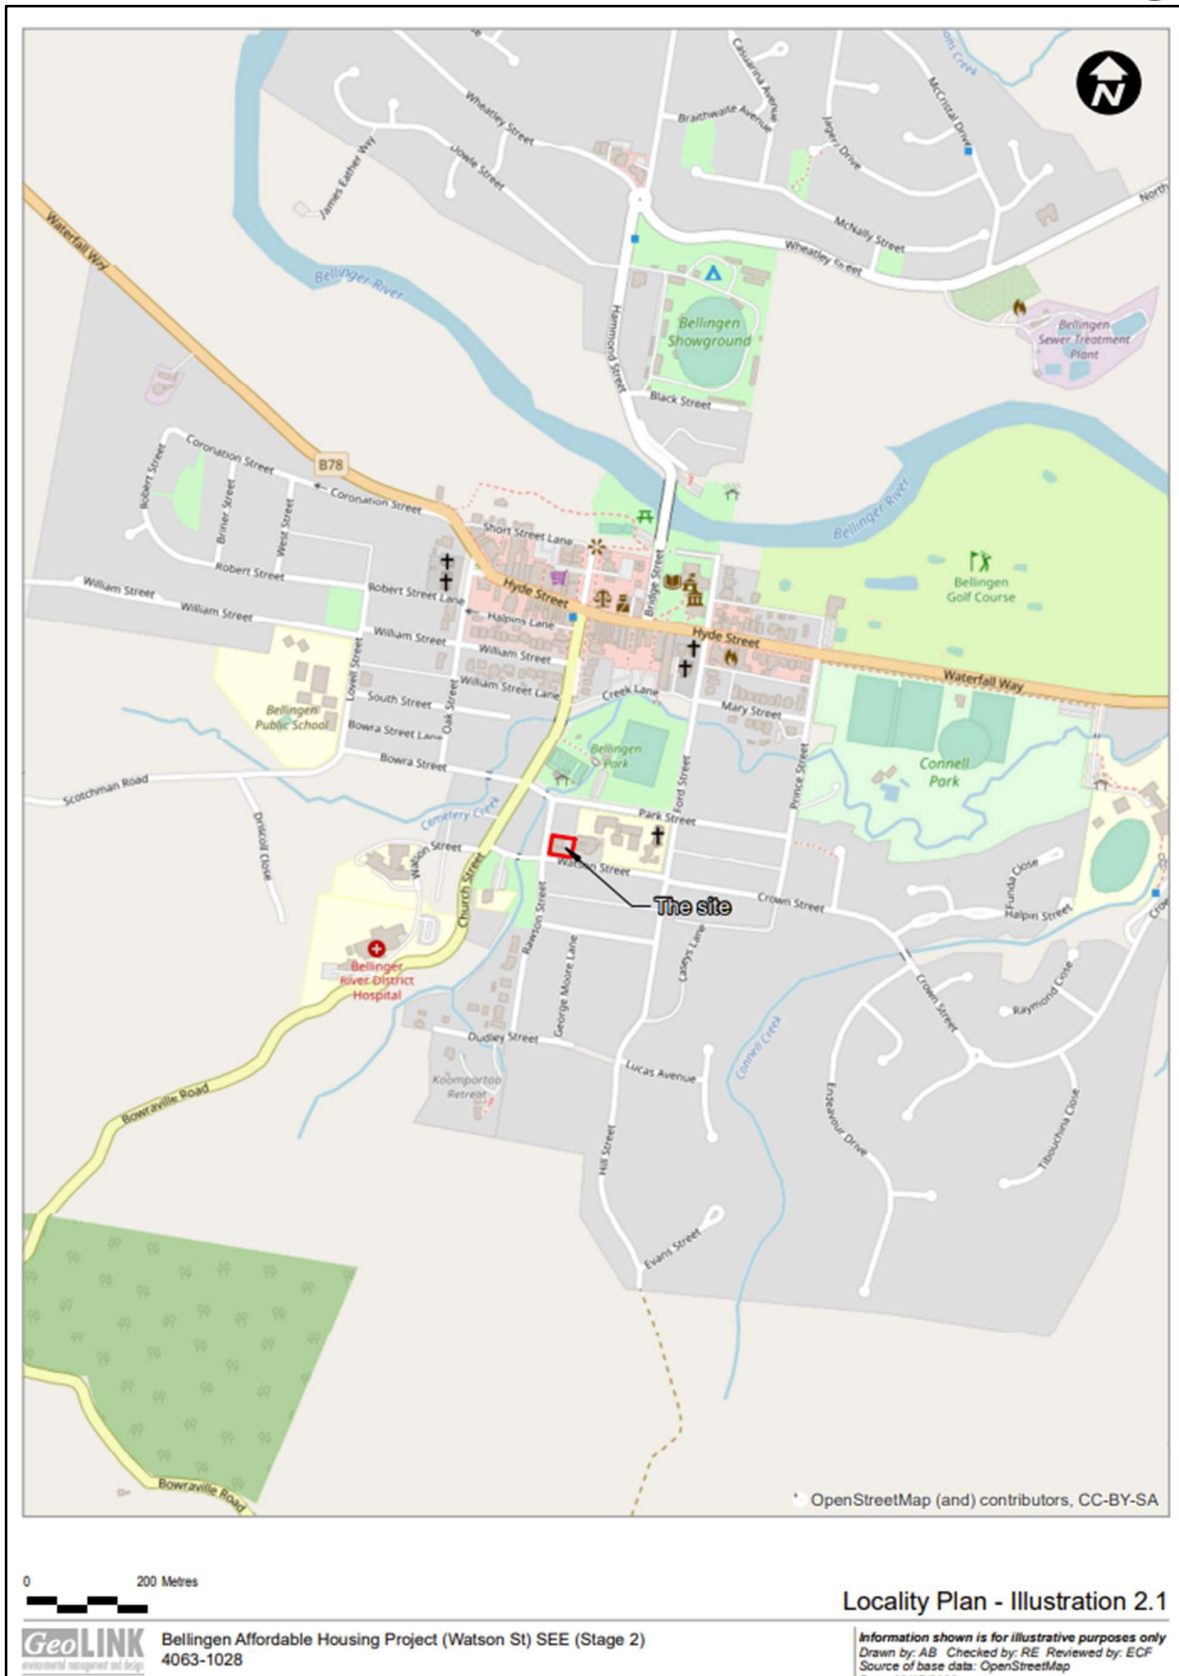 N
Casuarina Avenue
Braithwaite Avenue
Jagera Drive
McCristal Drive
Wheatley Street
Dowle Street
James Eather Way
McNally Street
North
Wheatley Street
Waterfall Way
Bellinger River
Hammond Street
Bellingen
Showground
Bellingen
Sewer Treatment
Plant
Black Street
Coronation Street
B78
Coronation Street
Robert Street
Briner Street
West Street
Short Street Lane
Bellinger River
Bellingen
Golf Course
Robert Street
Robert Street Lane
Hyde Street
Bridge Street
William Street
William Street
Halpins Lane
Hyde Street
William Street
William Street
Waterfall Way
Lovell Street
South Street
William Street Lane
Creek Lane
Mary Street
Bellingen
Public School
Oak Street
Bowra Street Lane
Bellingen
Park
Connell
Park
Bowra Street
Ford Street
Prince Street
Scotchman Road
Cemetery Creek
Park Street
Driscoll Close
Watson Street
Church Street
Watson Street
The site
Crown Street
Funda Close
Halpin Street
Crow
Rawson Street
George More Lane
Caseys Lane
Bellinger
River District
Hospital
Crown Street
Raymond Close
Dudley Street
Connell Creek
Lucas Avenue
Koompartoo
Retreat
Bowraville Road
Endeavour Drive
Tibouchina Close
Hill Street
Evans Street
Bowraville Road
OpenStreetMap (and) contributors, CC-BY-SA
0 200 Metres
Locality Plan - Illustration 2.1
GeoLINK
environmental management and design
Bellingen Affordable Housing Project (Watson St) SEE (Stage 2)
4063-1028
Information shown is for illustrative purposes only
Drawn by: AB Checked by: RE Reviewed by: ECF
Source of base data: OpenStreetMap